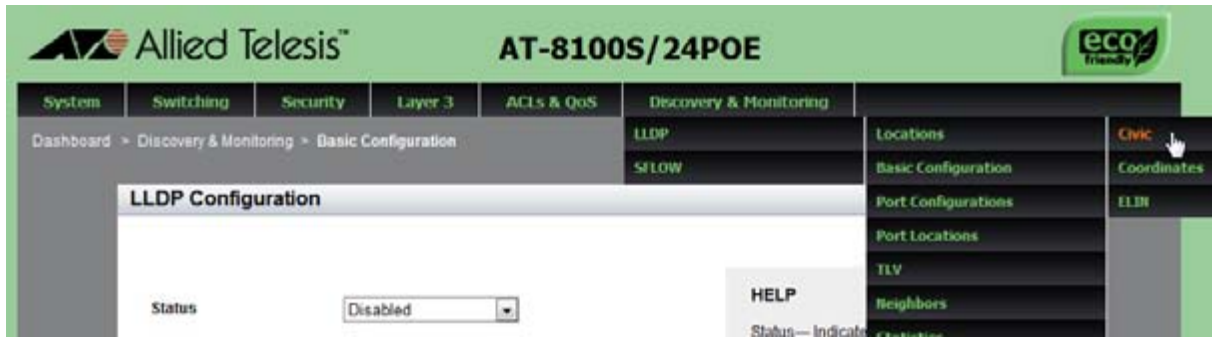 Allied Telesis™
AT-8100S/24POE
eco
friendly
System
Switching
Security
Layer 3
ACLs & QoS
Discovery & Monitoring
Dashboard > Discovery & Monitoring > Basic Configuration
LLDP
SFLOW
Locations
Basic Configuration
Port Configurations
Port Locations
TLV
Neighbors
Statistics
Civic
Coordinates
ELIN
LLDP Configuration
Status
Disabled
HELP
Status— Indicate